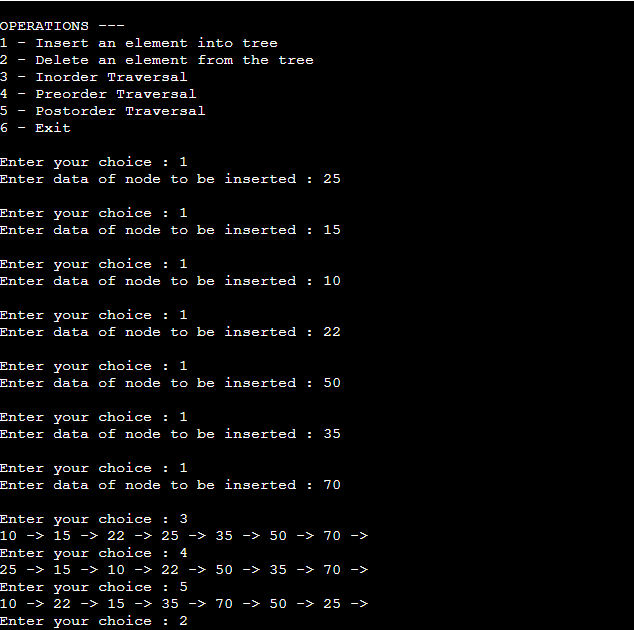 OPERATIONS ---
1 - Insert an element into tree
2 - Delete an element from the tree
3 - Inorder Traversal
4 - Preorder Traversal
5 - Postorder Traversal
6 - Exit
Enter your choice : 1
Enter data of node to be inserted : 25
Enter your choice : 1
Enter data of node to be inserted : 15
Enter your choice : 1
Enter data of node to be inserted : 10
Enter your choice : 1
Enter data of node to be inserted : 22
Enter your choice : 1
Enter data of node to be inserted : 50
Enter your choice : 1
Enter data of node to be inserted : 35
Enter your choice : 1
Enter data of node to be inserted : 70
Enter your choice : 3
10 -> 15 -> 22 -> 25 -> 35 -> 50 -> 70 ->
Enter your choice : 4
25 -> 15 -> 10 -> 22 -> 50 -> 35 -> 70 ->
Enter your choice : 5
10 -> 22 -> 15 -> 35 -> 70 -> 50 -> 25 ->
Enter your choice : 2